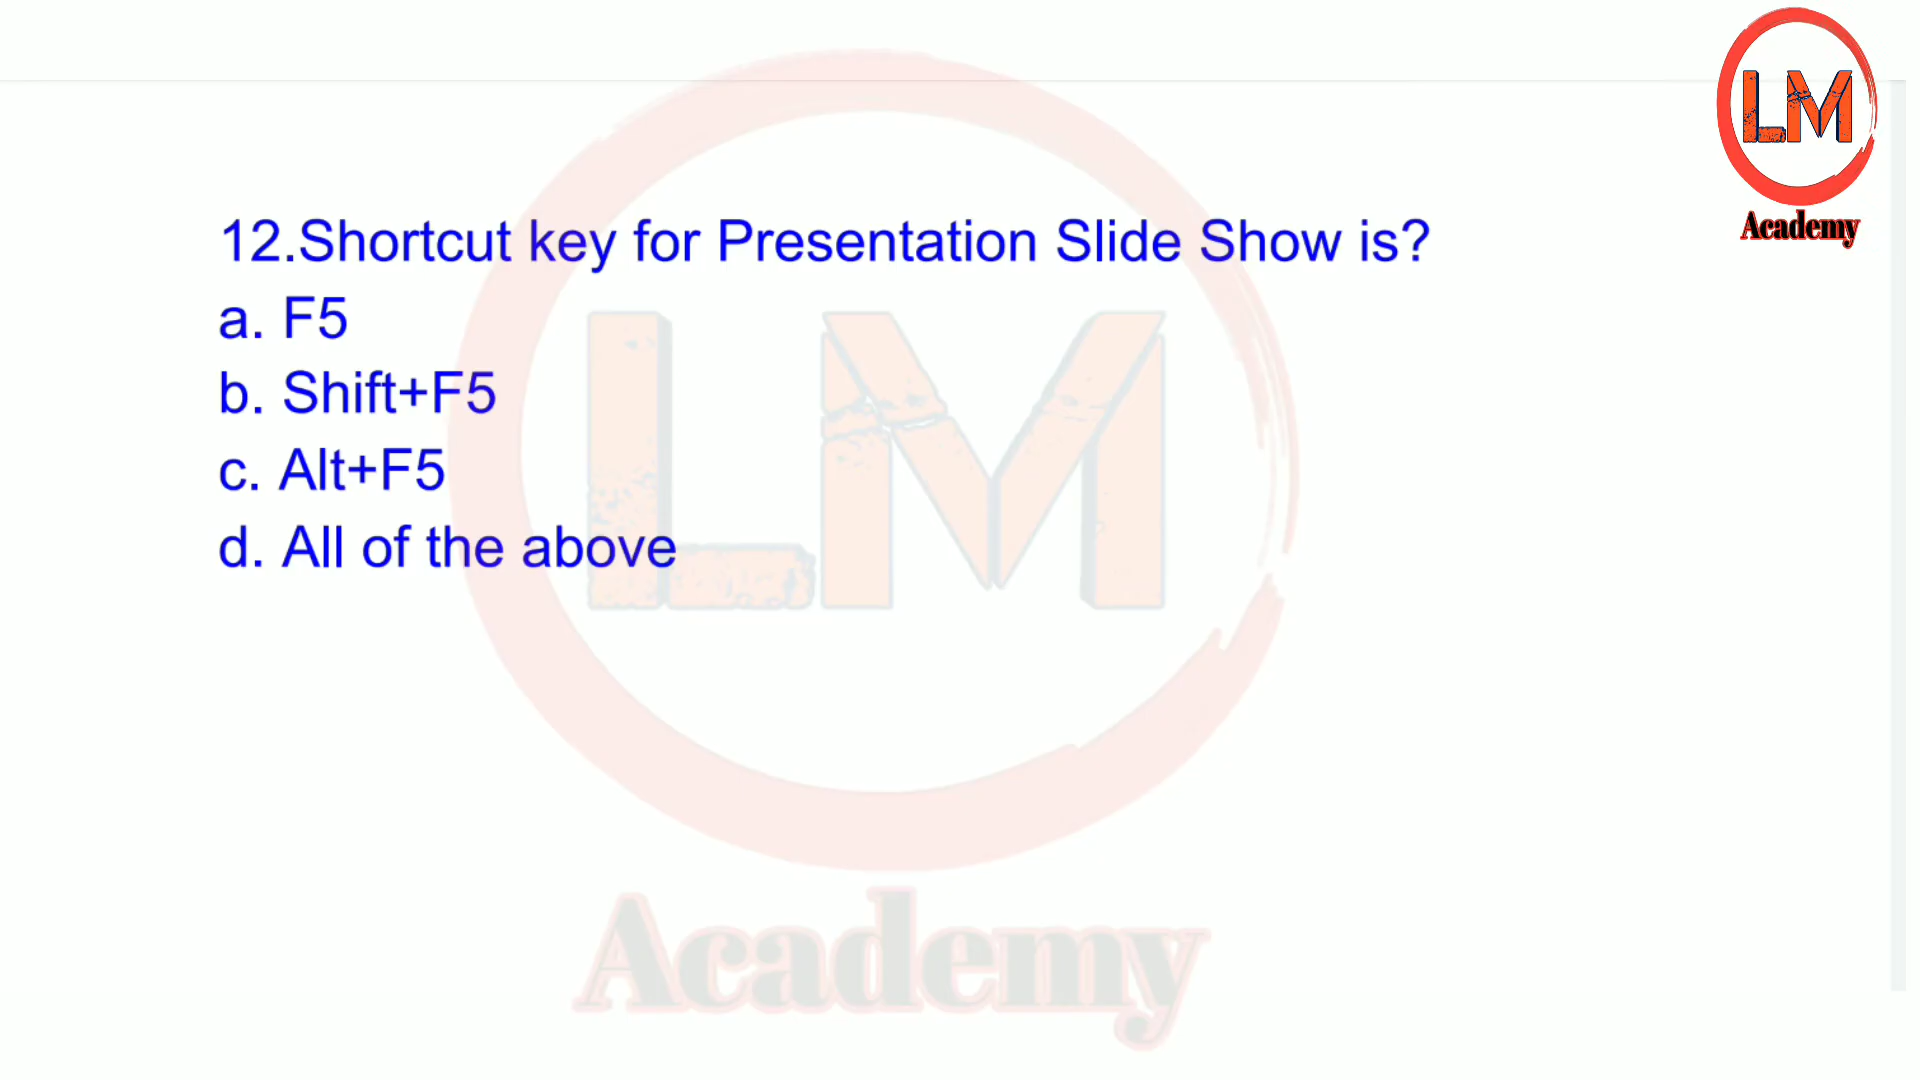 LM
Academy
12.Shortcut key for Presentation Slide Show is?
a. F5
b. Shift+F5
c. Alt+F5
d. All of the above
LM
Academy